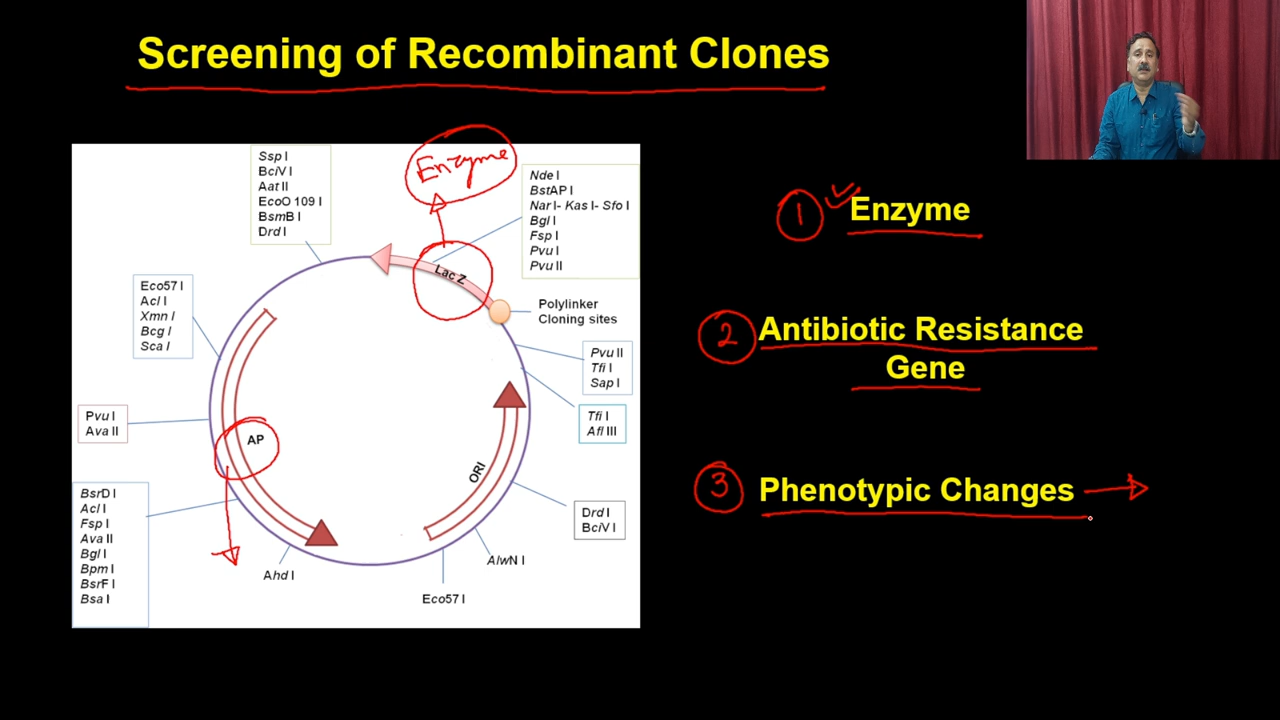 Screening of Recombinant Clones
Ssp I
BciV I
Aat II
EcoO 109 I
BsmB I
Drd I
Enzyme
Nde I
BstAP I
Nar I- Kas I- Sfo I
Bgl I
Fsp I
Pvu I
Pvu II
Lac Z
Polylinker
Cloning sites
Eco57 I
Acl I
Xmn I
Bcg I
Sca I
Pvu II
Tfi I
Sap I
Pvu I
Ava II
AP
Tfi I
Afl III
ORI
BsrD I
Acl I
Fsp I
Ava II
Bgl I
Bpm I
BsrF I
Bsa I
Drd I
BciV I
Ahd I
AlwN I
Eco57 I
1 Enzyme
2 Antibiotic Resistance
Gene
3 Phenotypic Changes